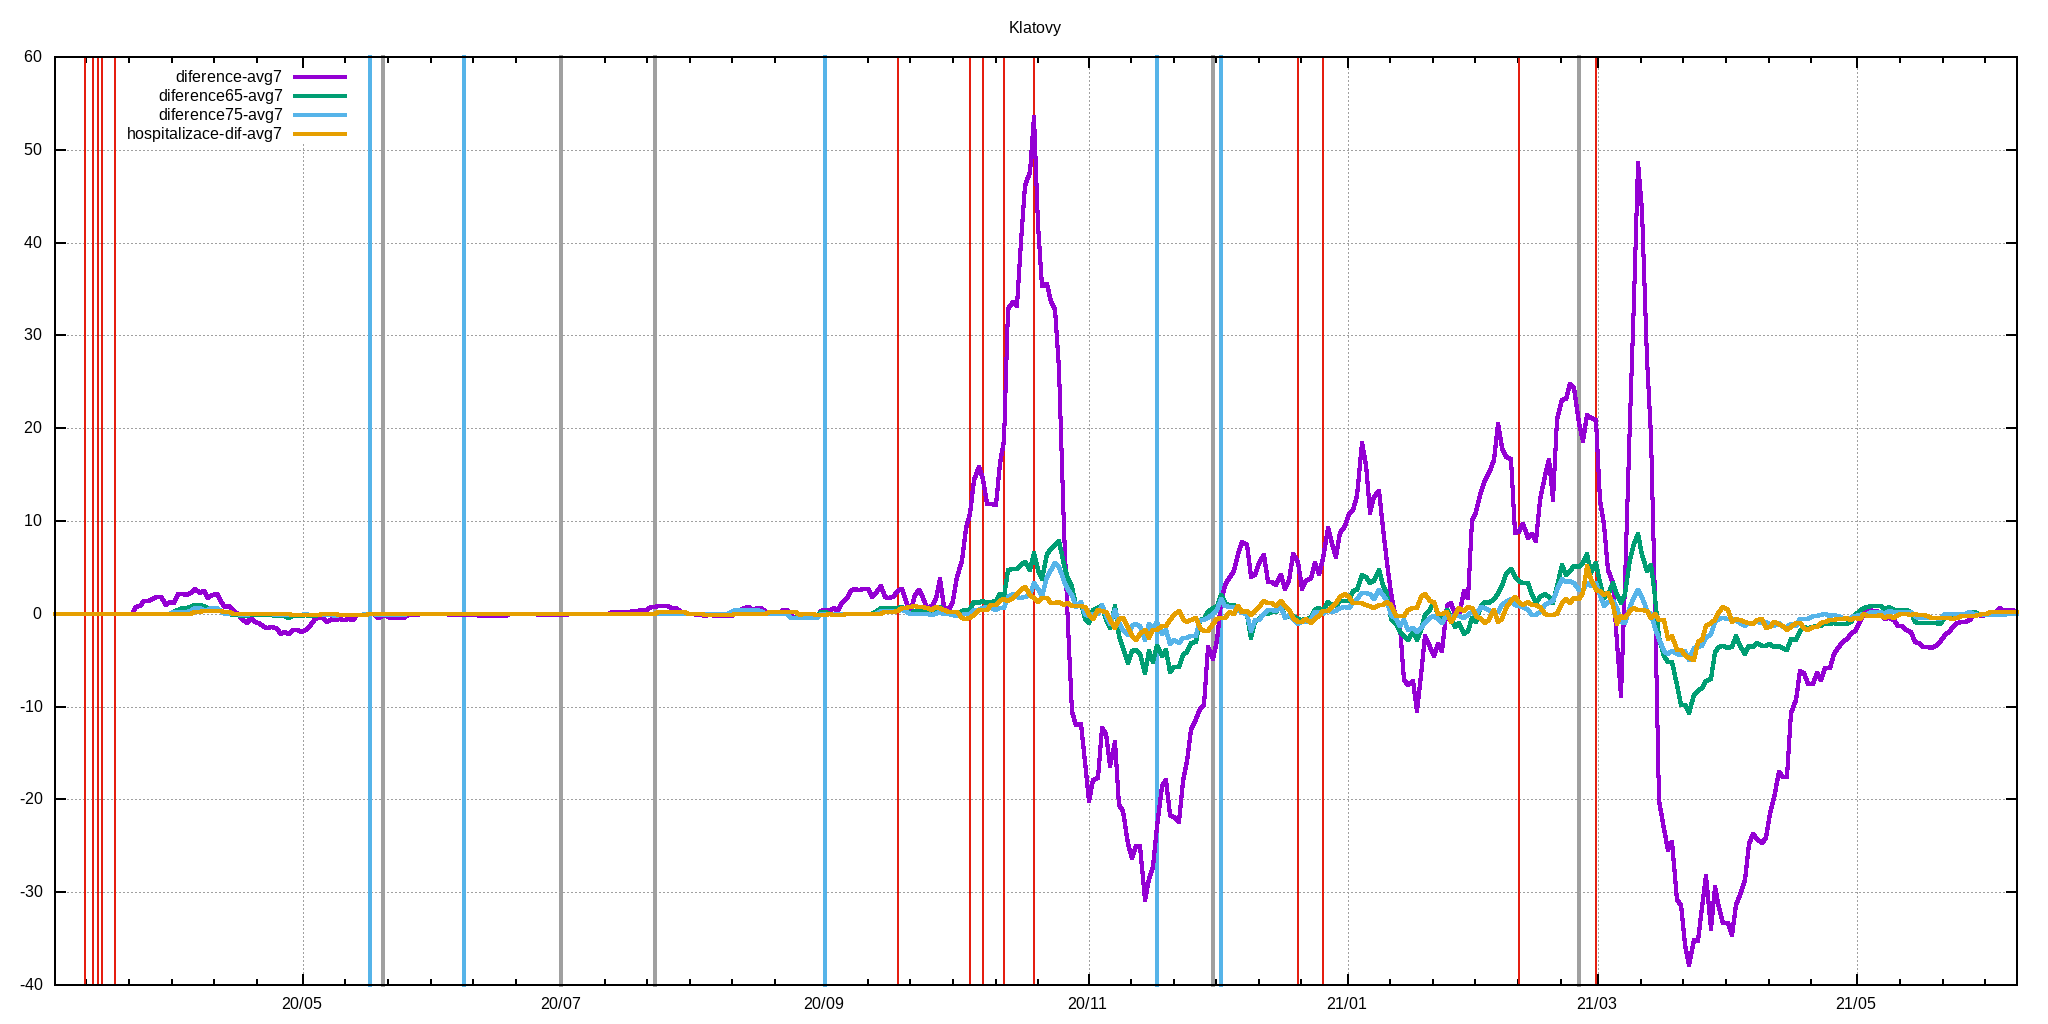 Klatovy
60
50
40
30
20
10
0
-10
-20
-30
-40
diference-avg7
diference65-avg7
diference75-avg7
hospitalizace-dif-avg7
20/05 20/07 20/09 20/11 21/01 21/03 21/05